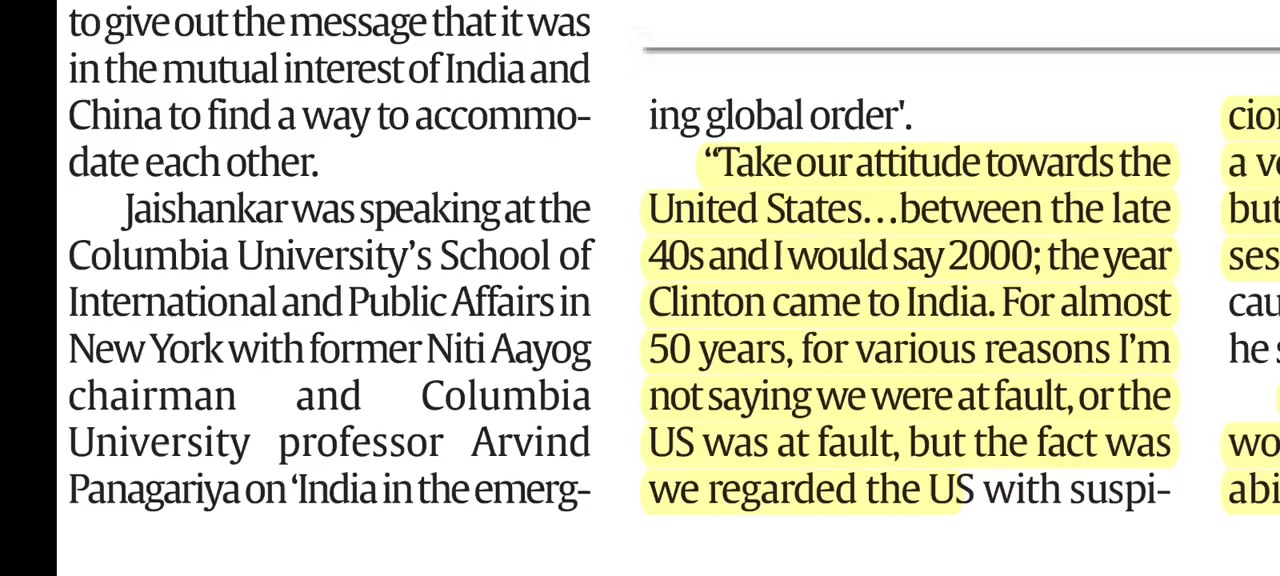 to give out the message that it was
in the mutual interest of India and
China to find a way to accommo-
date each other.
Jaishankar was speaking at the
Columbia University's School of
International and Public Affairs in
New York with former Niti Aayog
chairman and Columbia
University professor Arvind
Panagariya on ‘India in the emerg-
ing global order'.
“Take our attitude towards the
United States…between the late
40s and I would say 2000; the year
Clinton came to India. For almost
50 years, for various reasons I'm
not saying we were at fault, or the
US was at fault, but the fact was
we regarded the US with suspi-
a
but
he